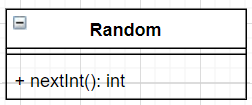 Random
+ nextInt(): int